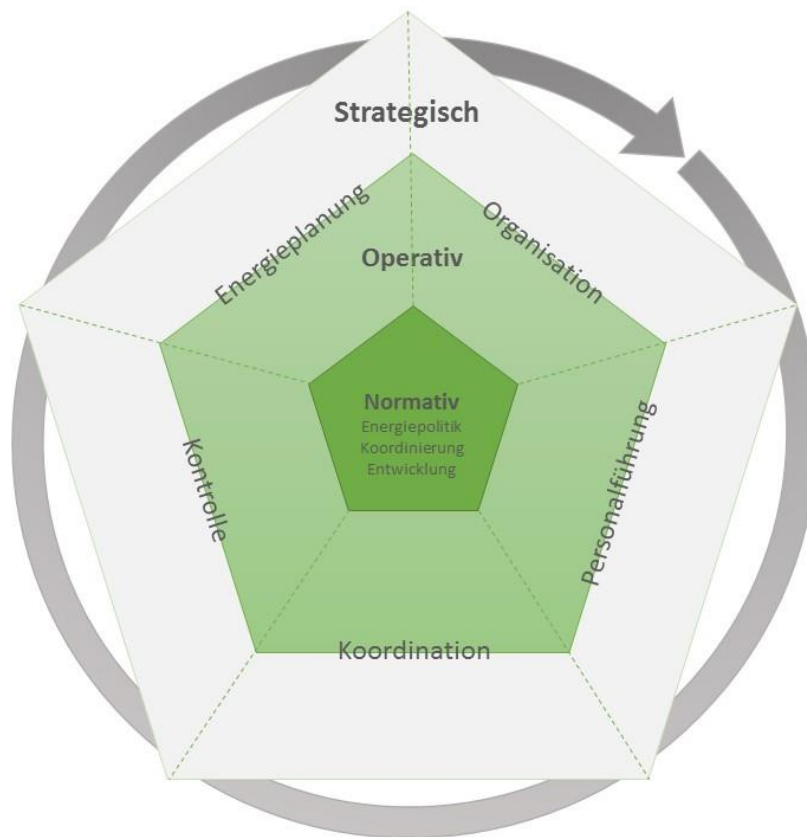 Strategisch
Energieplanung
Organisation
Operativ
Normativ
Energiepolitik
Koordinierung
Entwicklung
Kontrolle
Personalführung
Koordination